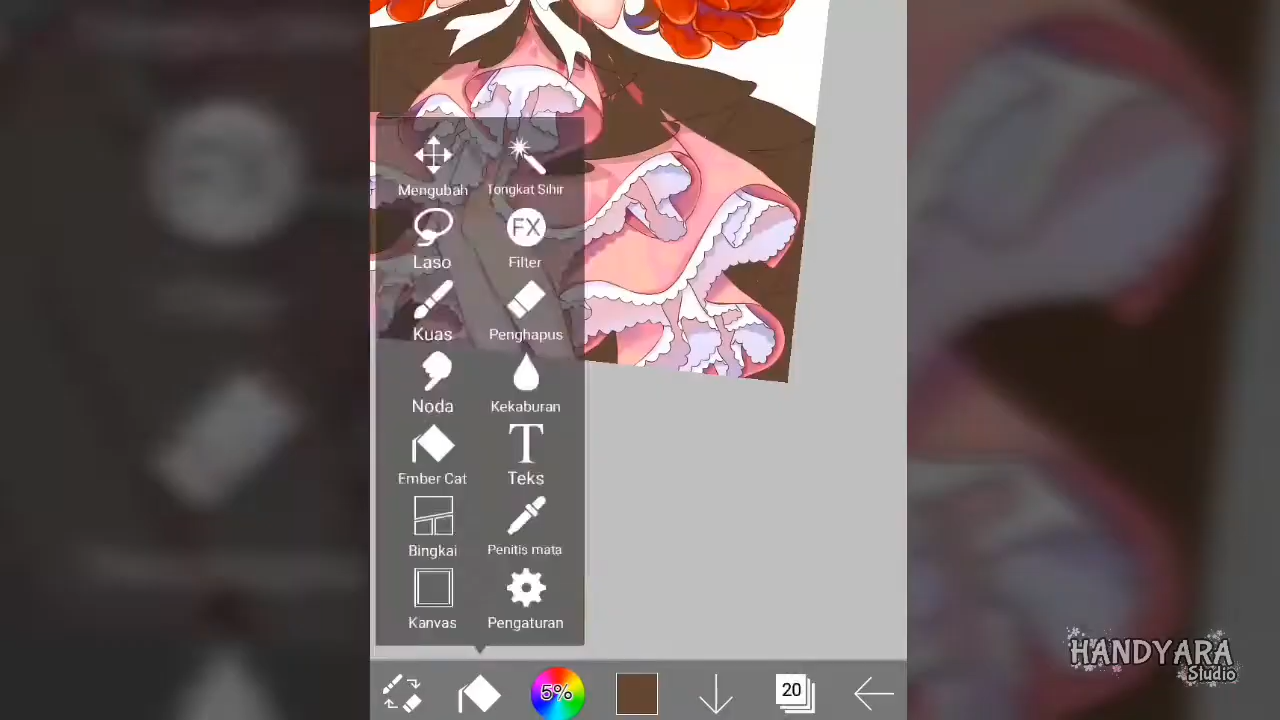 Mengubah
Tongkat Sihir
Laso
FX
Filter
Kuas
Penghapus
Noda
Kekaburan
Ember Cat
T
Teks
Bingkai
Penitis mata
Kanvas
Pengaturan
5%
20
HANDYARA
Studio